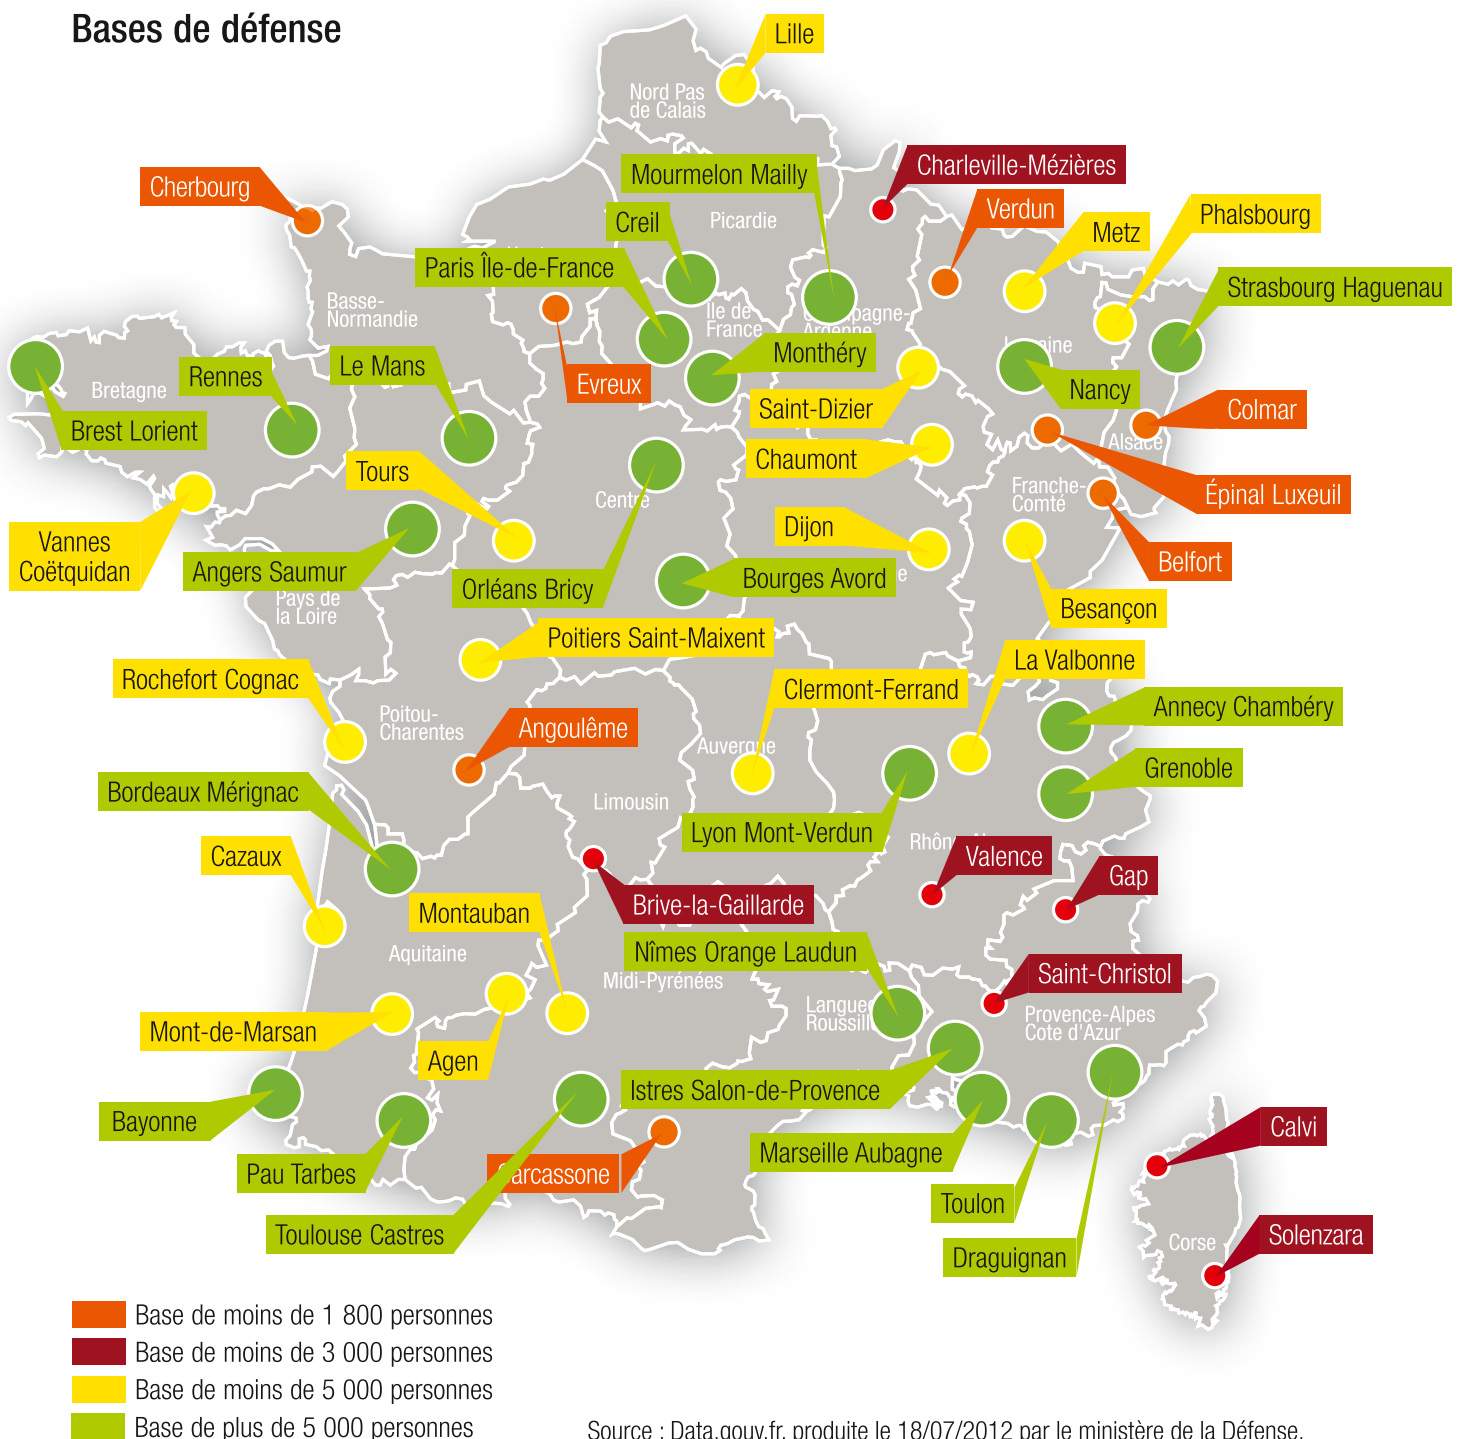 Bases de défense
Lille
Nord Pas
de Calais
Charleville-Mézières
Mourmelon Mailly
Cherbourg
Verdun
Phalsbourg
Creil
Picardie
Metz
Paris Île-de-France
Strasbourg Haguenau
Basse-
Normandie
Ile de
France
Monthéry
Le Mans
Rennes
Bretagne
Evreux
Nancy
Saint-Dizier
Colmar
Brest Lorient
Alsace
Chaumont
Tours
Centre
Franche-
Comté
Épinal Luxeuil
Dijon
Vannes
Coëtquidan
Belfort
Angers Saumur
Bourges Avord
Orléans Bricy
Pays de
la Loire
Besançon
Poitiers Saint-Maixent
La Valbonne
Rochefort Cognac
Clermont-Ferrand
Annecy Chambéry
Poitou-
Charentes
Angoulême
Auvergne
Grenoble
Bordeaux Mérignac
Limousin
Lyon Mont-Verdun
Cazaux
Valence
Gap
Brive-la-Gaillarde
Montauban
Aquitaine
Nîmes Orange Laudun
Midi-Pyrénées
Saint-Christol
Provence-Alpes
Cote d'Azur
Mont-de-Marsan
Agen
Istres Salon-de-Provence
Bayonne
Calvi
Marseille Aubagne
Pau Tarbes
Carcassone
Toulon
Toulouse Castres
Corse
Solenzara
Draguignan
Base de moins de 1 800 personnes
Base de moins de 3 000 personnes
Base de moins de 5 000 personnes
Base de plus de 5 000 personnes
Source : Data.gouv.fr, produite le 18/07/2012 par le ministère de la Défense.